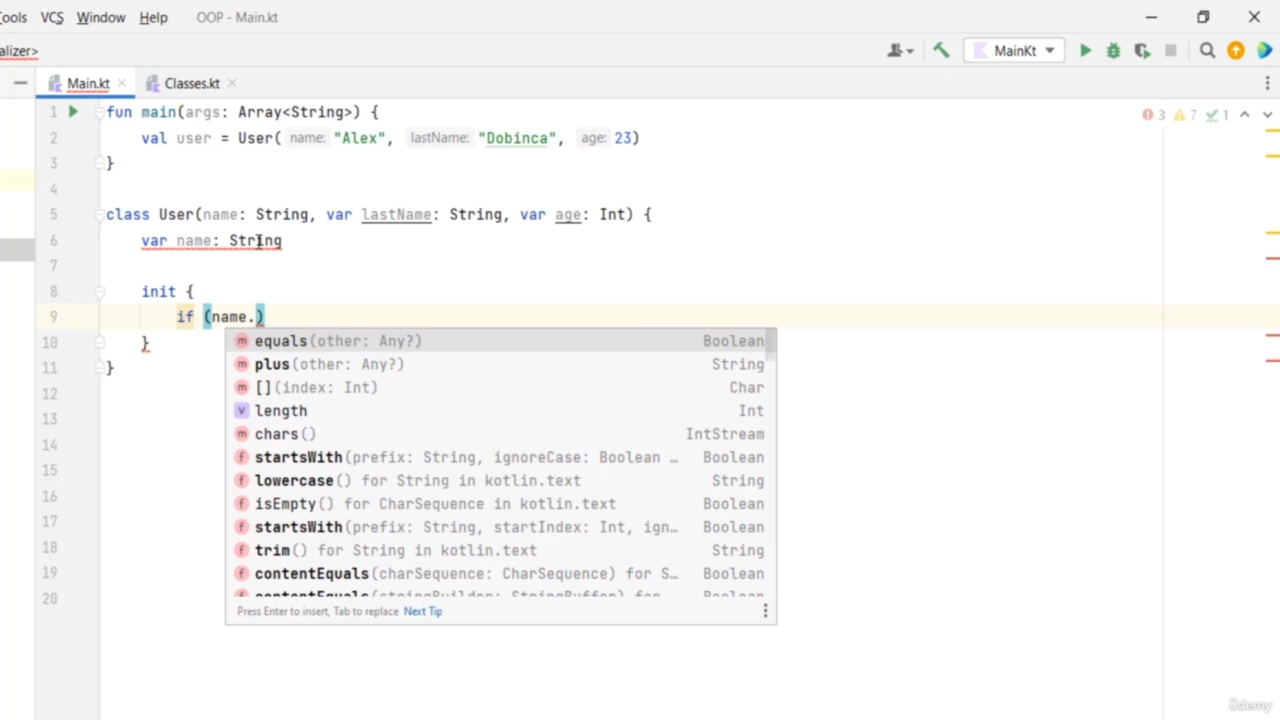 Tools VCS Window Help OOP - Main.kt
alizer> MainKt
Main.kt Classes.kt
1 fun main(args: Array<String>) { 3 7 1
2 val user = User( name: "Alex", lastName: "Dobinca", age: 23)
3 }
4
5 class User(name: String, var lastName: String, var age: Int) {
6 var name: String
7
8 init {
9 if (name.)
10 }
11 }
12
13
14
15
16
17
18
19
20
equals(other: Any?) Boolean
plus(other: Any?) String
[](index: Int) Char
length Int
chars() IntStream
startsWith(prefix: String, ignoreCase: Boolean … Boolean
lowercase() for String in kotlin.text String
isEmpty() for CharSequence in kotlin.text Boolean
startsWith(prefix: String, startIndex: Int, ign… Boolean
trim() for String in kotlin.text String
contentEquals(charSequence: CharSequence) for S… Boolean
contentEquals(stringBuilder: StringBuffer) for Boolean
Press Enter to insert, Tab to replace Next Tip
ûdemy